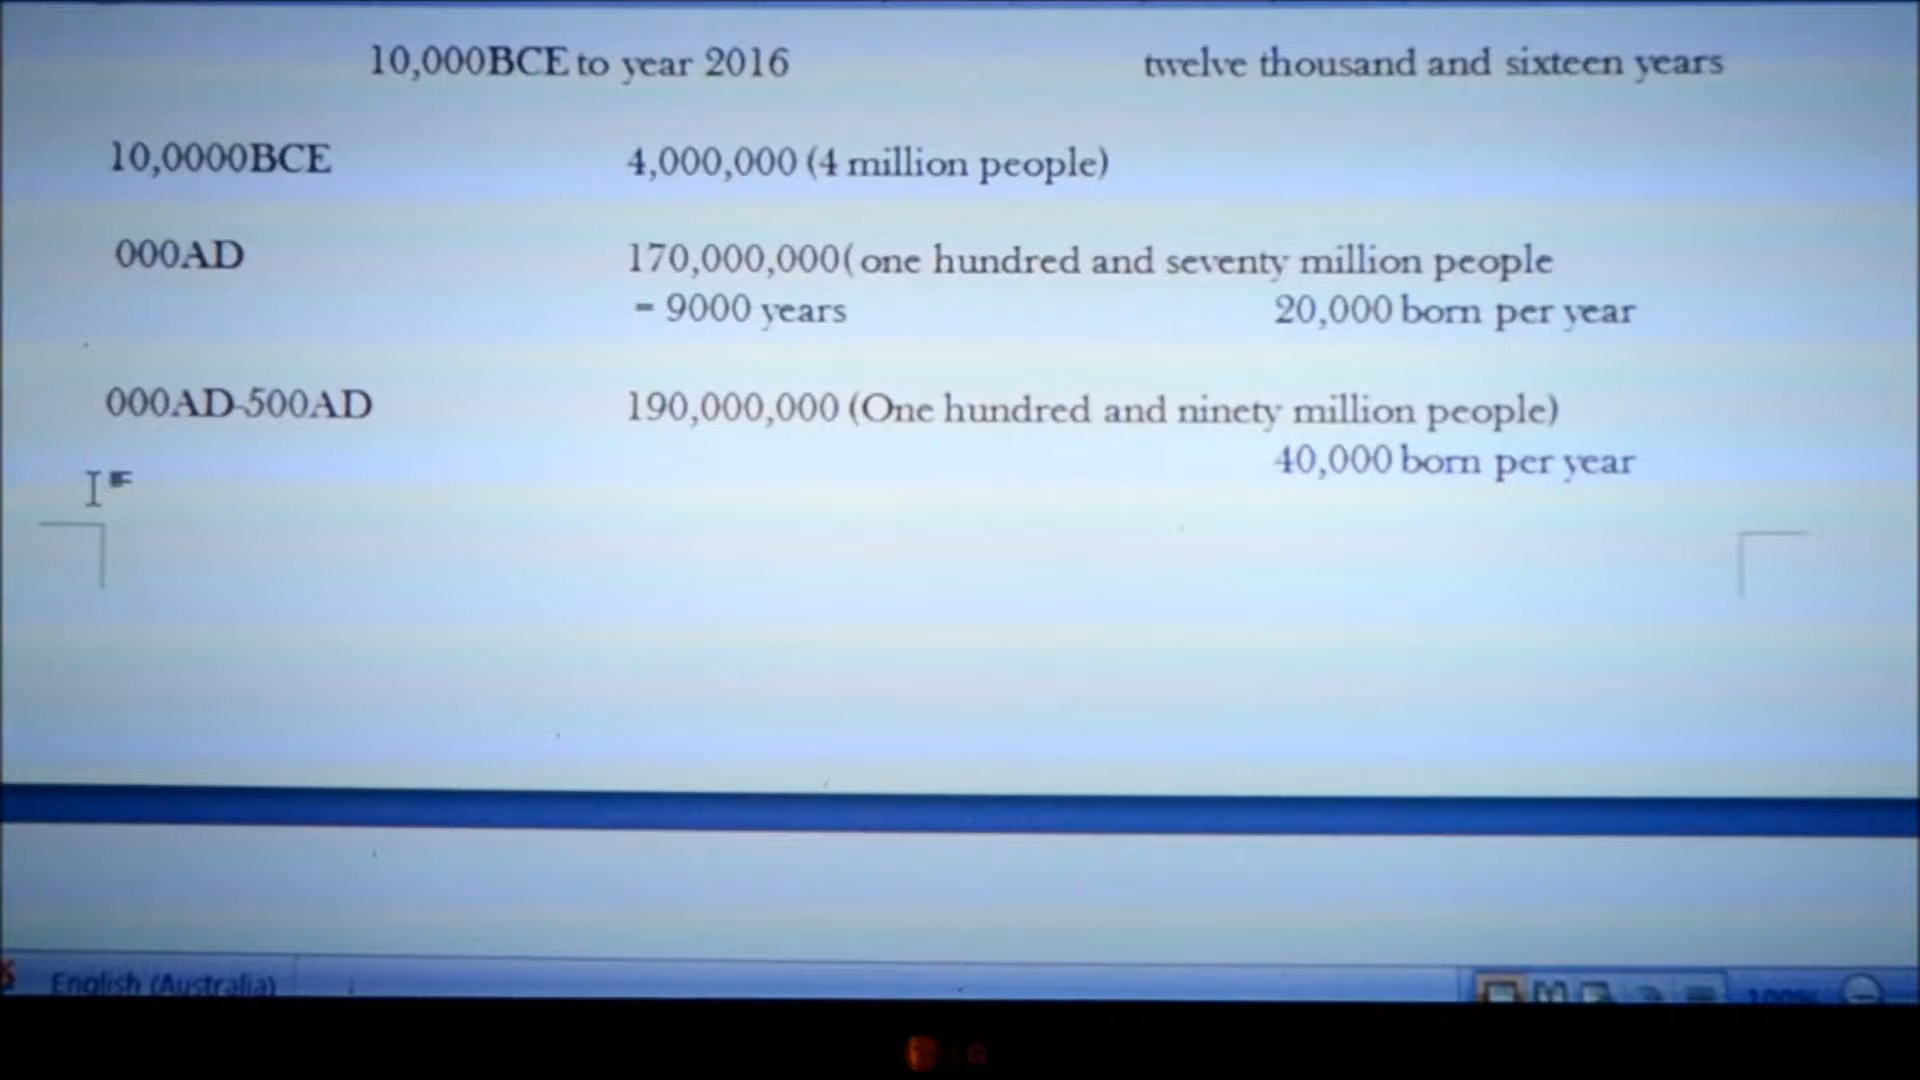 10,000BCE to year 2016 twelve thousand and sixteen years
10,0000BCE 4,000,000 (4 million people)
000AD 170,000,000( one hundred and seventy million people
= 9000 years 20,000 born per year
000AD-500AD 190,000,000 (One hundred and ninety million people)
40,000 born per year
English (Australia) 100%